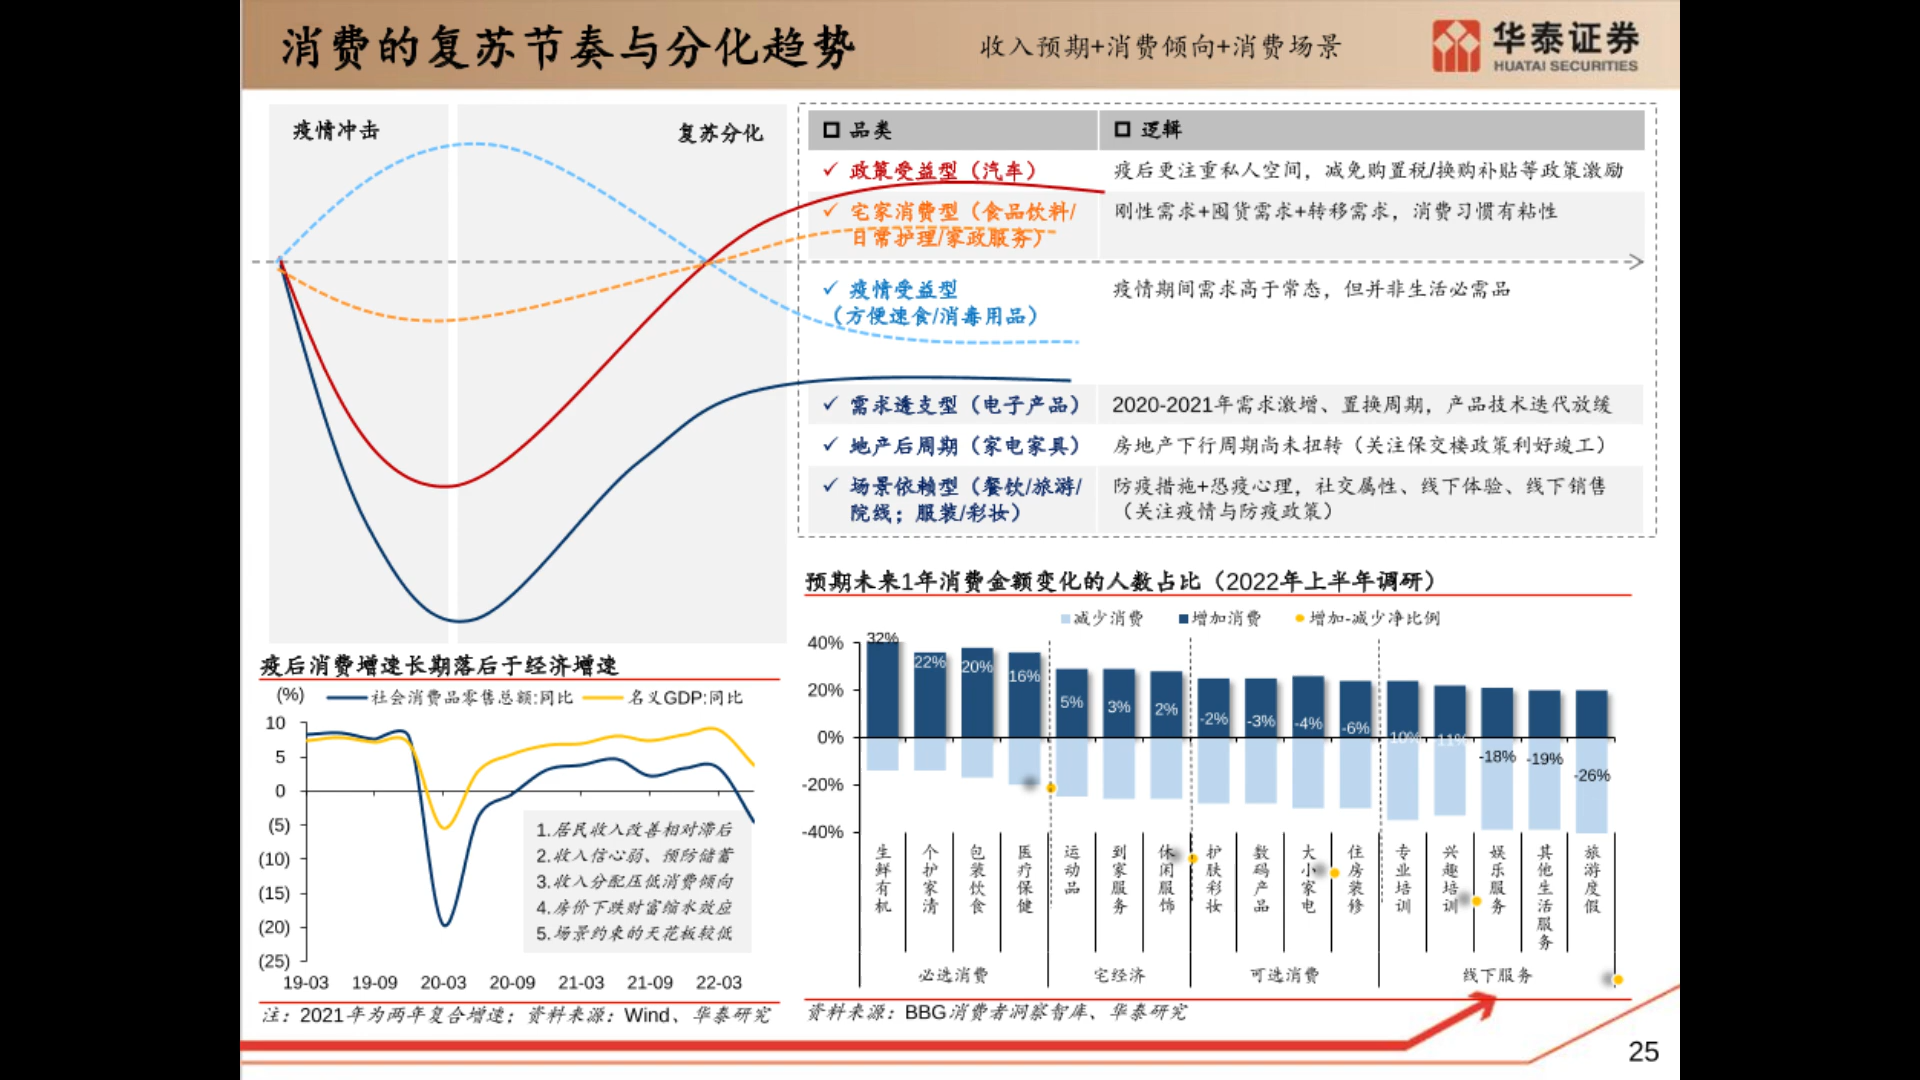 消费的复苏节奏与分化趋势
收入预期+消费倾向+消费场景
华泰证券
HUATAI SECURITIES
疫情冲击
复苏分化
品类
逻辑
政策受益型（汽车）
疫后更注重私人空间，减免购置税/换购补贴等政策激励
宅家消费型（食品饮料/
日常护理/家政服务）
刚性需求+囤货需求+转移需求，消费习惯有粘性
疫情受益型
（方便速食/消毒用品）
疫情期间需求高于常态，但并非生活必需品
需求透支型（电子产品）
2020-2021年需求激增、置换周期，产品技术迭代放缓
地产后周期（家电家具）
房地产下行周期尚未扭转（关注保交楼政策利好竣工）
场景依赖型（餐饮/旅游/
院线；服装/彩妆）
防疫措施+恐疫心理，社交属性、线下体验、线下销售
（关注疫情与防疫政策）
疫后消费增速长期落后于经济增速
(%)
社会消费品零售总额:同比
名义GDP:同比
10
5
0
(5)
(10)
(15)
(20)
(25)
1.居民收入改善相对滞后
2.收入信心弱、预防储蓄
3.收入分配压低消费倾向
4.房价下跌财富缩水效应
5.场景约束的天花板较低
19-03 19-09 20-03 20-09 21-03 21-09 22-03
注：2021年为两年复合增速；资料来源：Wind、华泰研究
预期未来1年消费金额变化的人数占比（2022年上半年调研）
减少消费 增加消费 增加-减少净比例
40%
20%
0%
-20%
-40%
32% 22% 20% 16% 5% 3% 2% -2% -3% -4% -6% -10% -11% -18% -19% -26%
生鲜有机
个护家清
包装饮食
医疗保健
运动品
到家服务
休闲服饰
护肤彩妆
数码产品
大小家电
住房装修
专业培训
兴趣培训
娱乐服务
其他生活服务
旅游度假
必选消费 宅经济 可选消费 线下服务
资料来源：BBG消费者洞察智库、华泰研究
25